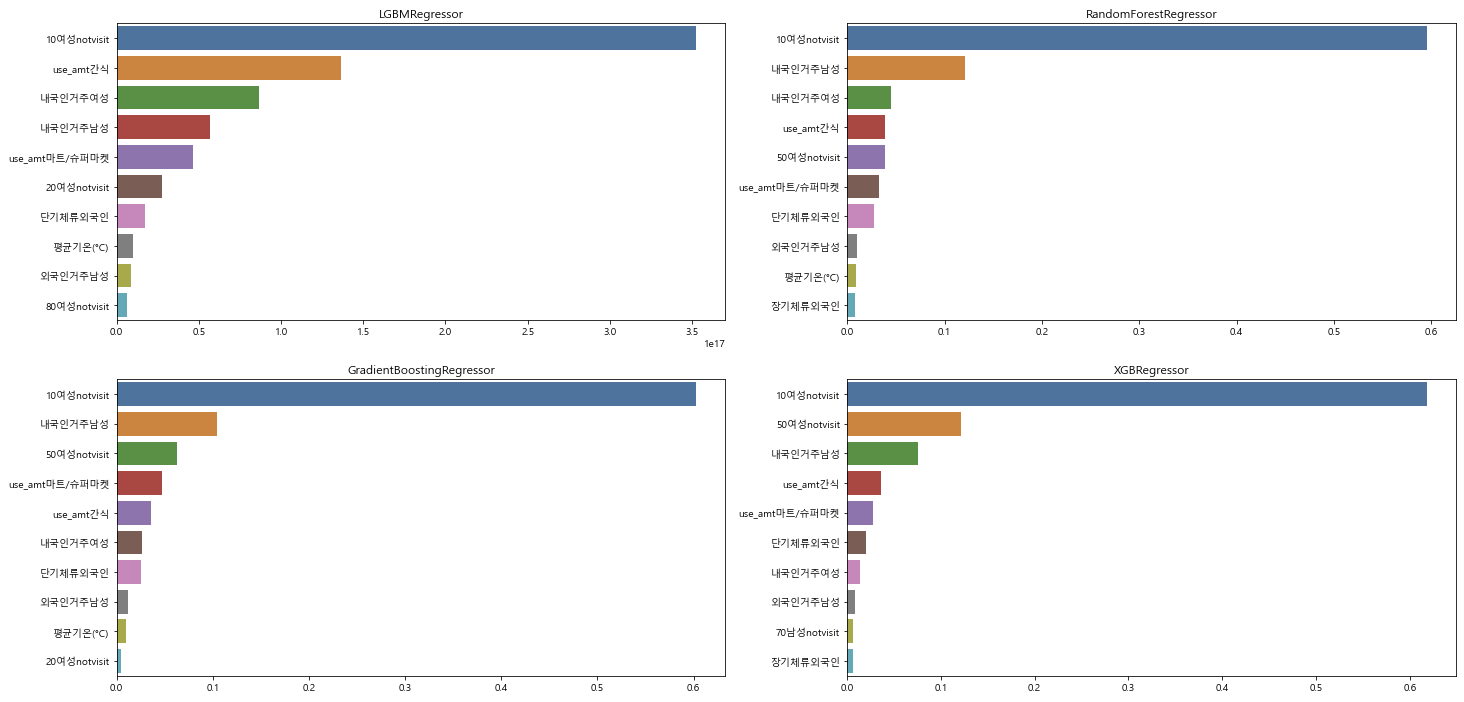 LGBMRegressor
10여성notvisit
use_amt간식
내국인거주여성
내국인거주남성
use_amt마트/슈퍼마켓
20여성notvisit
단기체류외국인
평균기온(°C)
외국인거주남성
80여성notvisit
0.0 0.5 1.0 1.5 2.0 2.5 3.0 3.5
1e17
RandomForestRegressor
10여성notvisit
내국인거주남성
내국인거주여성
use_amt간식
50여성notvisit
use_amt마트/슈퍼마켓
단기체류외국인
외국인거주남성
평균기온(°C)
장기체류외국인
0.0 0.1 0.2 0.3 0.4 0.5 0.6
GradientBoostingRegressor
10여성notvisit
내국인거주남성
50여성notvisit
use_amt마트/슈퍼마켓
use_amt간식
내국인거주여성
단기체류외국인
외국인거주남성
평균기온(°C)
20여성notvisit
0.0 0.1 0.2 0.3 0.4 0.5 0.6
XGBRegressor
10여성notvisit
50여성notvisit
내국인거주남성
use_amt간식
use_amt마트/슈퍼마켓
단기체류외국인
내국인거주여성
외국인거주남성
70남성notvisit
장기체류외국인
0.0 0.1 0.2 0.3 0.4 0.5 0.6